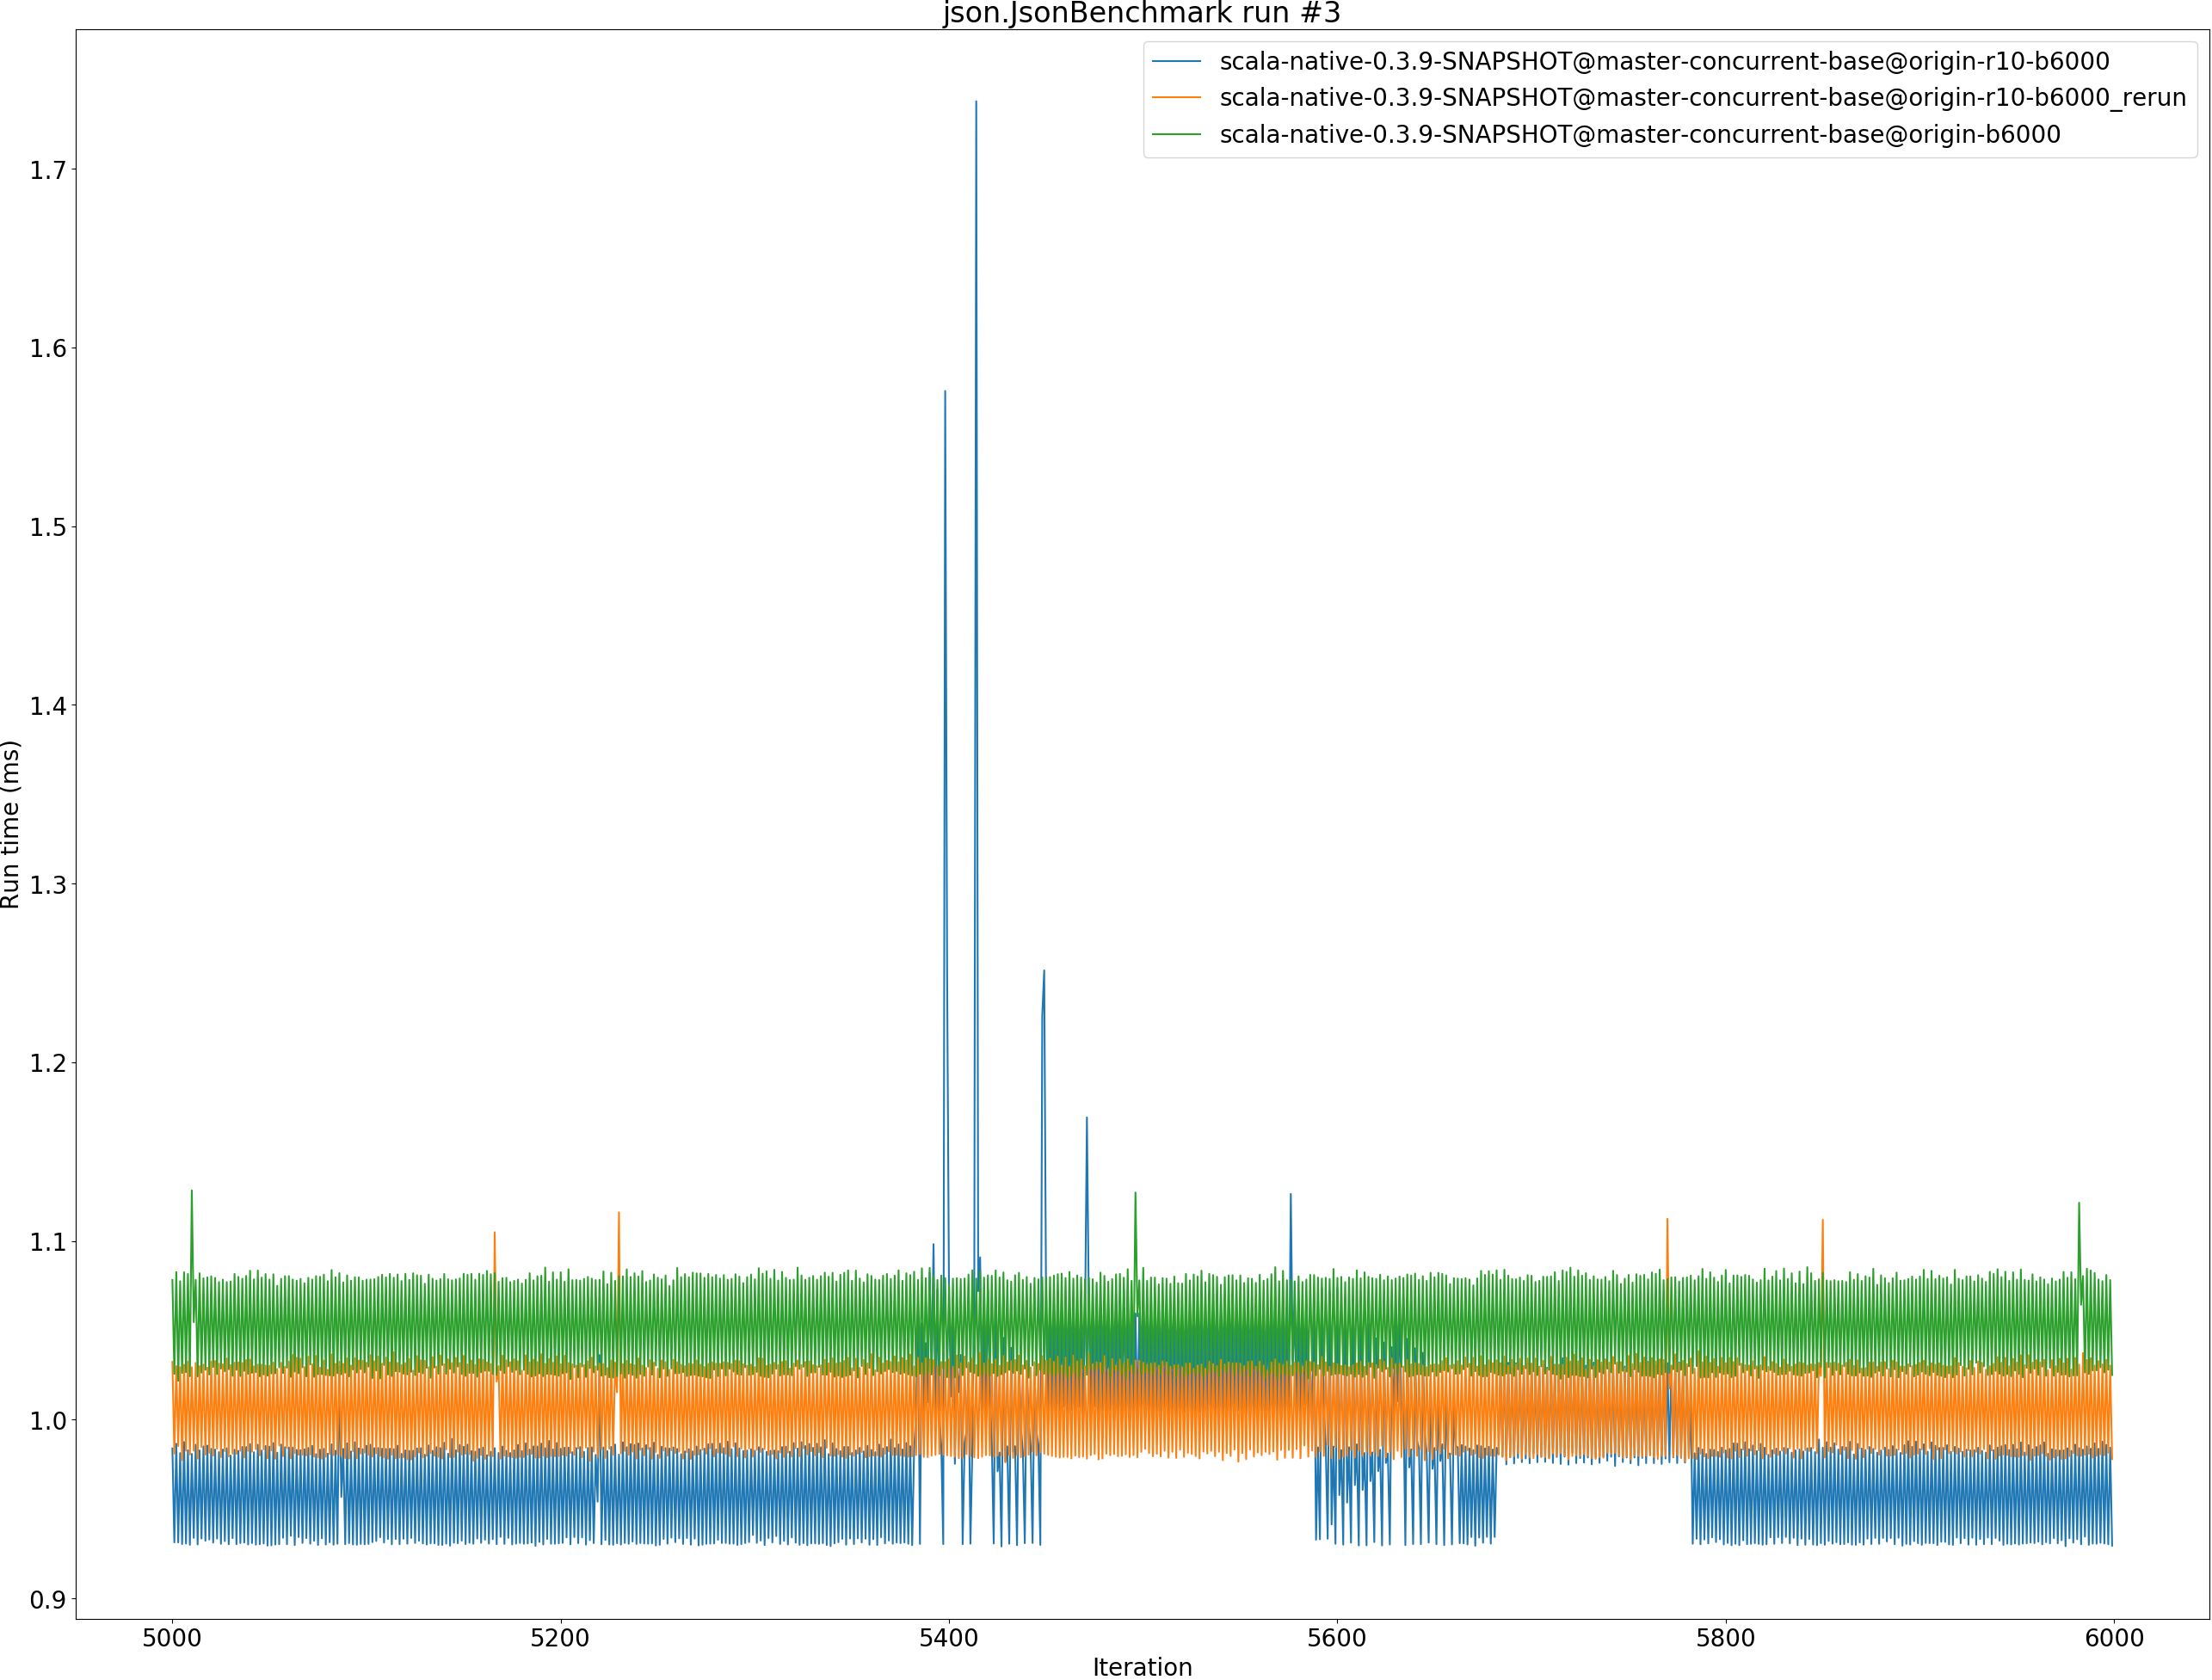 json.JsonBenchmark run #3
scala-native-0.3.9-SNAPSHOT@master-concurrent-base@origin-r10-b6000
scala-native-0.3.9-SNAPSHOT@master-concurrent-base@origin-r10-b6000_rerun
scala-native-0.3.9-SNAPSHOT@master-concurrent-base@origin-b6000
Run time (ms)
1.7
1.6
1.5
1.4
1.3
1.2
1.1
1.0
0.9
5000 5200 5400 5600 5800 6000
Iteration